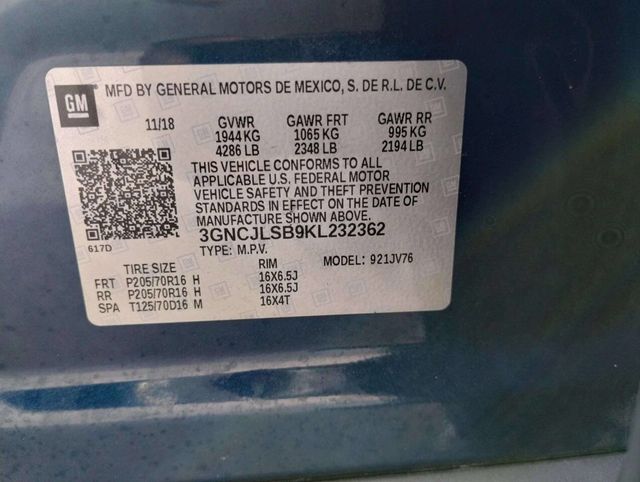 GM
MFD BY GENERAL MOTORS DE MEXICO, S. DE R.L. DE C.V.
11/18 GVWR GAWR FRT GAWR RR
1944 KG 1065 KG 995 KG
4286 LB 2348 LB 2194 LB
THIS VEHICLE CONFORMS TO ALL
APPLICABLE U.S. FEDERAL MOTOR
VEHICLE SAFETY AND THEFT PREVENTION
STANDARDS IN EFFECT ON THE DATE OF
MANUFACTURE SHOWN ABOVE.
617D
3GNCJLSB9KL232362
TYPE: M.P.V. MODEL: 921JV76
TIRE SIZE RIM
FRT P205/70R16 H 16X6.5J
RR P205/70R16 H 16X6.5J
SPA T125/70D16 M 16X4T